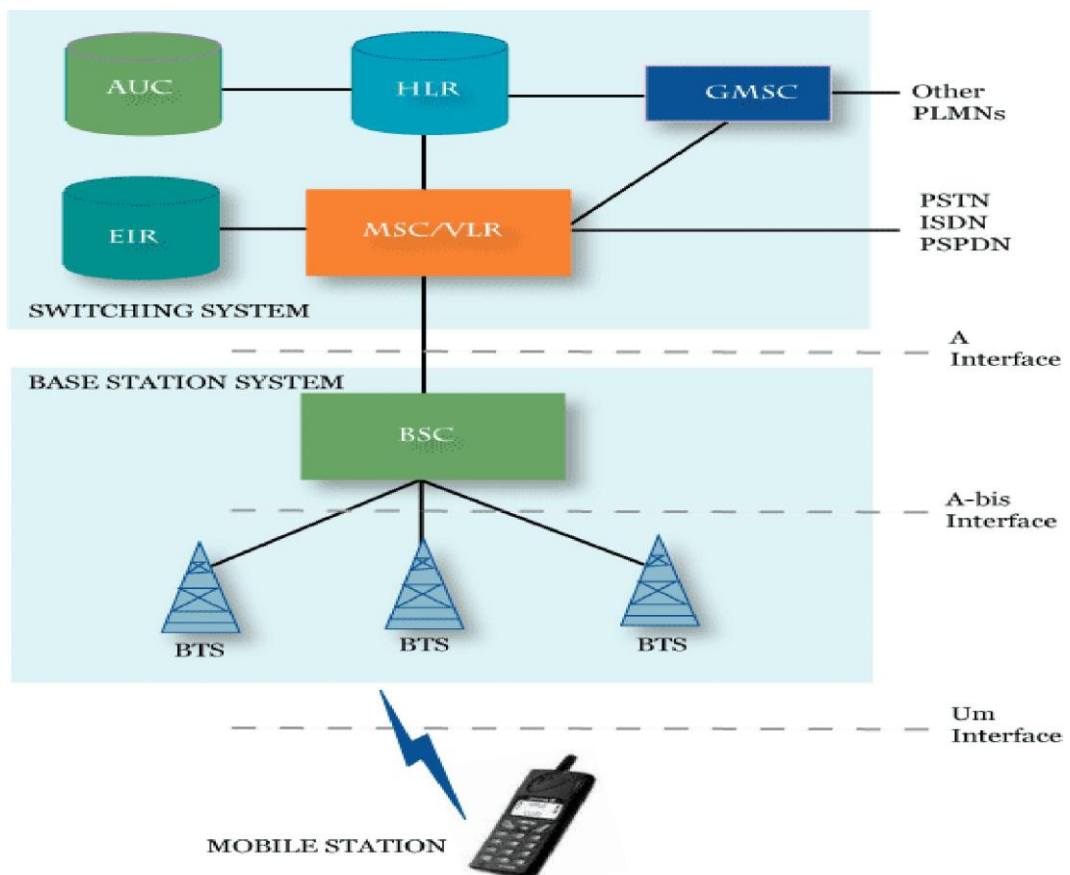 AUC
HLR
GMSC
Other
PLMNs
EIR
MSC/VLR
PSTN
ISDN
PSPDN
SWITCHING SYSTEM
A
Interface
BASE STATION SYSTEM
BSC
A-bis
Interface
BTS
BTS
BTS
Um
Interface
MOBILE STATION